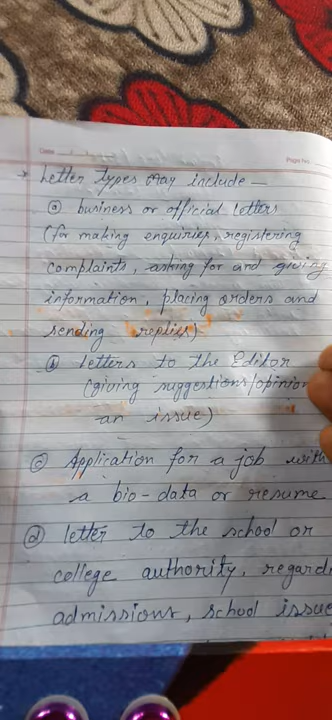 Date
Page No.
→ Letter types may include —
ⓐ business or official letters
(for making enquiries, registering
complaints, asking for and giving
information, placing orders and
sending replies)
ⓑ letters to the Editor
(giving suggestions/opinion
an issue)
ⓒ Application for a job with
a bio-data or resume
ⓓ letter to the school or
college authority, regard
admissions, school issue